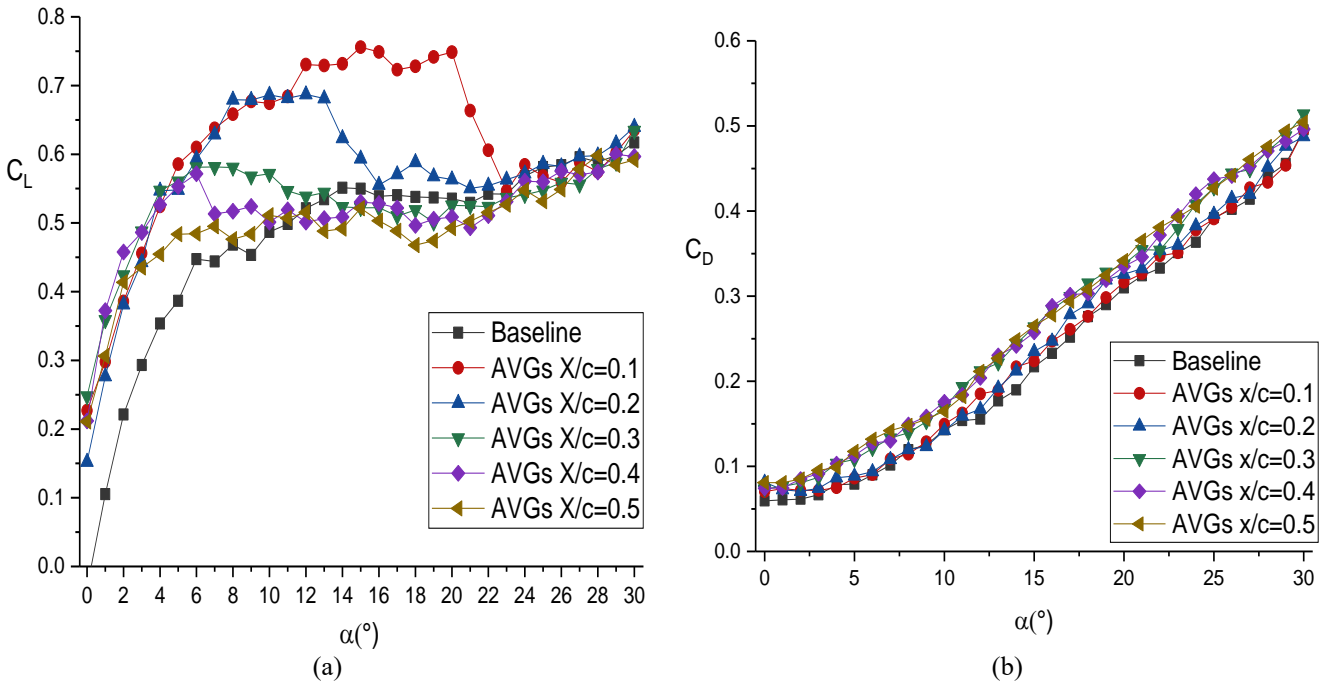 0.8
0.7
0.6
0.5
0.4
0.3
0.2
0.1
0.0
C_L
0 2 4 6 8 10 12 14 16 18 20 22 24 26 28 30
α(°)
Baseline
AVGs X/c=0.1
AVGs X/c=0.2
AVGs X/c=0.3
AVGs X/c=0.4
AVGs X/c=0.5
(a)
0.6
0.5
0.4
0.3
0.2
0.1
0.0
C_D
0 5 10 15 20 25 30
α(°)
Baseline
AVGs x/c=0.1
AVGs x/c=0.2
AVGs x/c=0.3
AVGs x/c=0.4
AVGs x/c=0.5
(b)